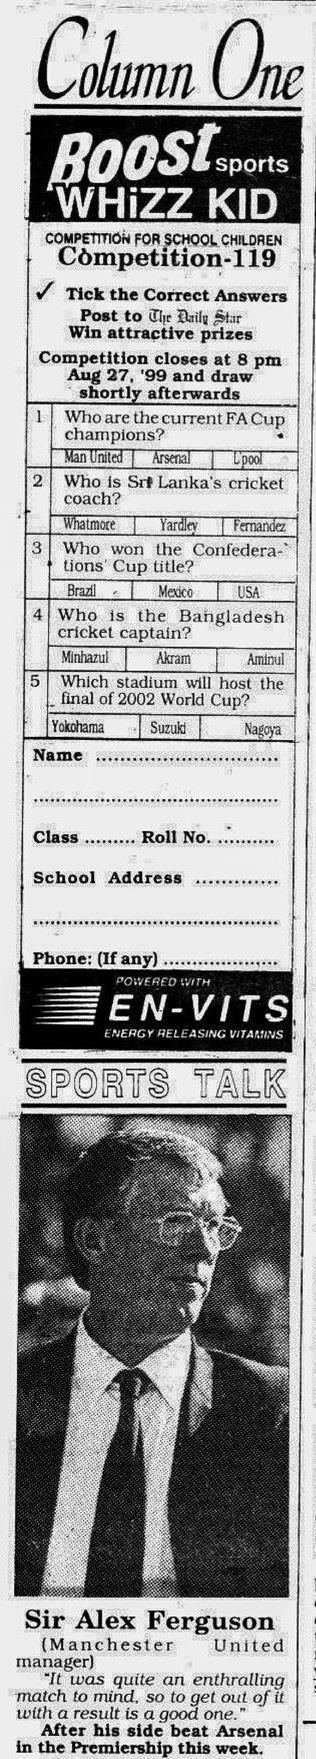 Column One
BOOST sports
WHiZZ KID
COMPETITION FOR SCHOOL CHILDREN
Competition-119
✓ Tick the Correct Answers
Post to The Daily Star
Win attractive prizes
Competition closes at 8 pm
Aug 27, '99 and draw
shortly afterwards
1 Who are the current FA Cup
champions?
Man United Arsenal L'pool
2 Who is Sri Lanka's cricket
coach?
Whatmore Yardley Fernandez
3 Who won the Confedera-
tions' Cup title?
Brazil Mexico USA
4 Who is the Bangladesh
cricket captain?
Minhazul Akram Aminul
5 Which stadium will host the
final of 2002 World Cup?
Yokohama Suzuki Nagoya
Name ..............................
........................................
Class ......... Roll No. ..........
School Address .............
........................................
Phone: (If any) ...................
POWERED WITH
EN-VITS
ENERGY RELEASING VITAMINS
SPORTS TALK
Sir Alex Ferguson
(Manchester United
manager)
"It was quite an enthralling
match to mind, so to get out of it
with a result is a good one."
After his side beat Arsenal
in the Premiership this week.